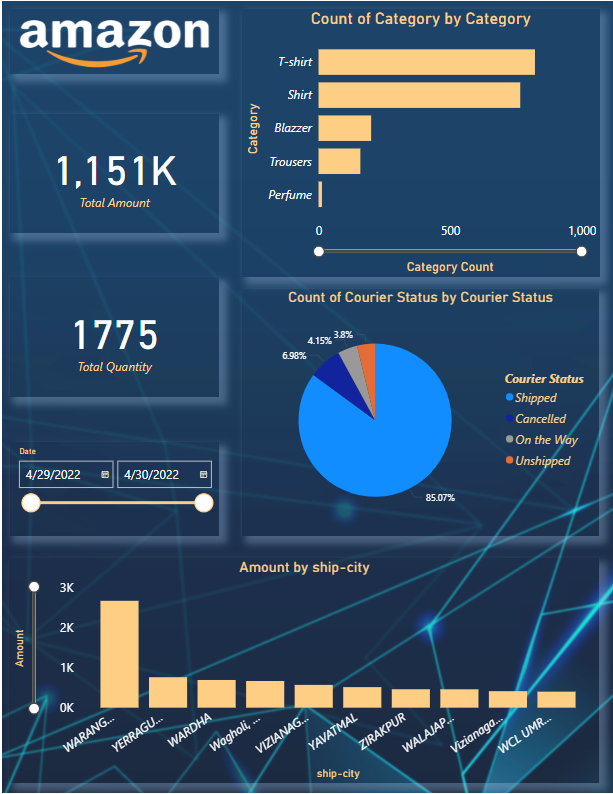 amazon
1,151K
Total Amount
1775
Total Quantity
Date
4/29/2022 4/30/2022
Count of Category by Category
Category
T-shirt
Shirt
Blazzer
Trousers
Perfume
0 500 1,000
Category Count
Count of Courier Status by Courier Status
3.8%
4.15%
6.98%
85.07%
Courier Status
Shipped
Cancelled
On the Way
Unshipped
Amount by ship-city
Amount
3K
2K
1K
0K
WARANG... YERRAGU... WARDHA Wagholi, ... VIZIANAG... YAVATMAL ZIRAKPUR WALAJAP... Vizianaga... WCL UMR...
ship-city